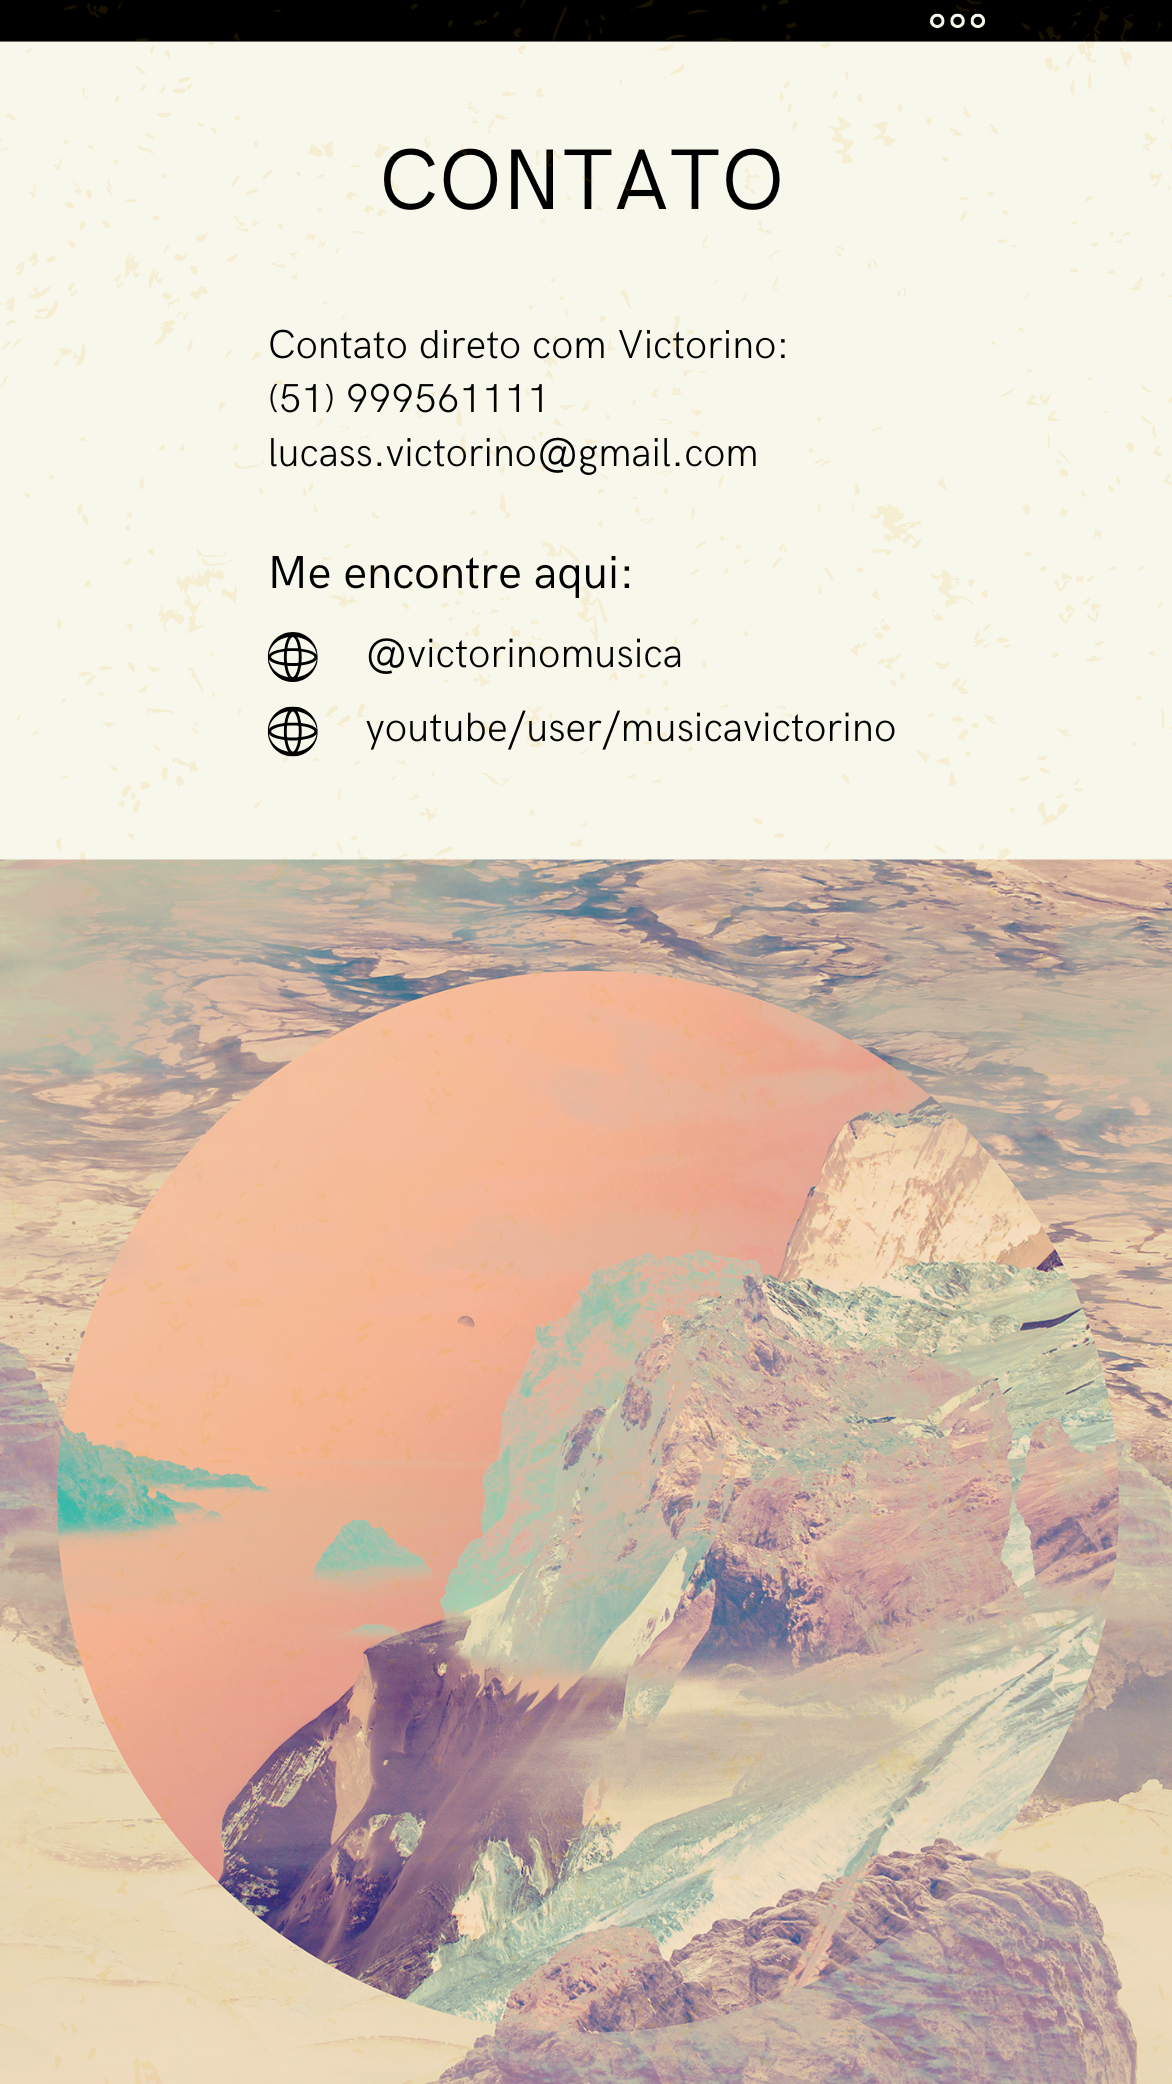 CONTATO
Contato direto com Victorino:
(51) 999561111
lucass.victorino@gmail.com
Me encontre aqui:
@victorinomusica
youtube/user/musicavictorino